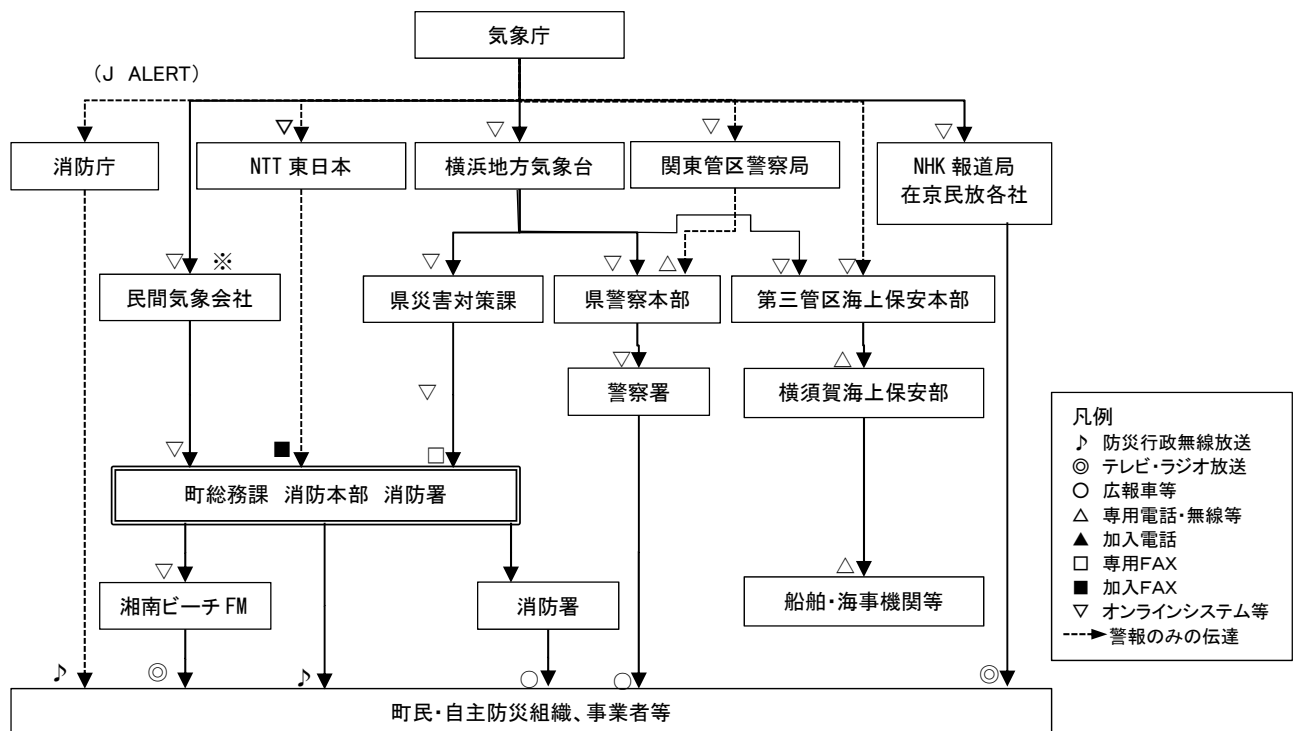 気象庁
(J ALERT)
▽ ▽ ▽ ▽
消防庁
NTT 東日本
横浜地方気象台
関東管区警察局
NHK 報道局
在京民放各社
▽ ※ ▽ ▽ △ ▽ ▽
民間気象会社
県災害対策課
県警察本部
第三管区海上保安本部
▽ ▽ △
警察署
横須賀海上保安部
▽ ■ □
町総務課 消防本部 消防署
▽ △
湘南ビーチ FM
消防署
船舶・海事機関等
♪ ◎ ♪ ○ ○ ◎
町民・自主防災組織、事業者等
凡例
♪ 防災行政無線放送
◎ テレビ・ラジオ放送
○ 広報車等
△ 専用電話・無線等
▲ 加入電話
□ 専用FAX
■ 加入FAX
▽ オンラインシステム等
警報のみの伝達